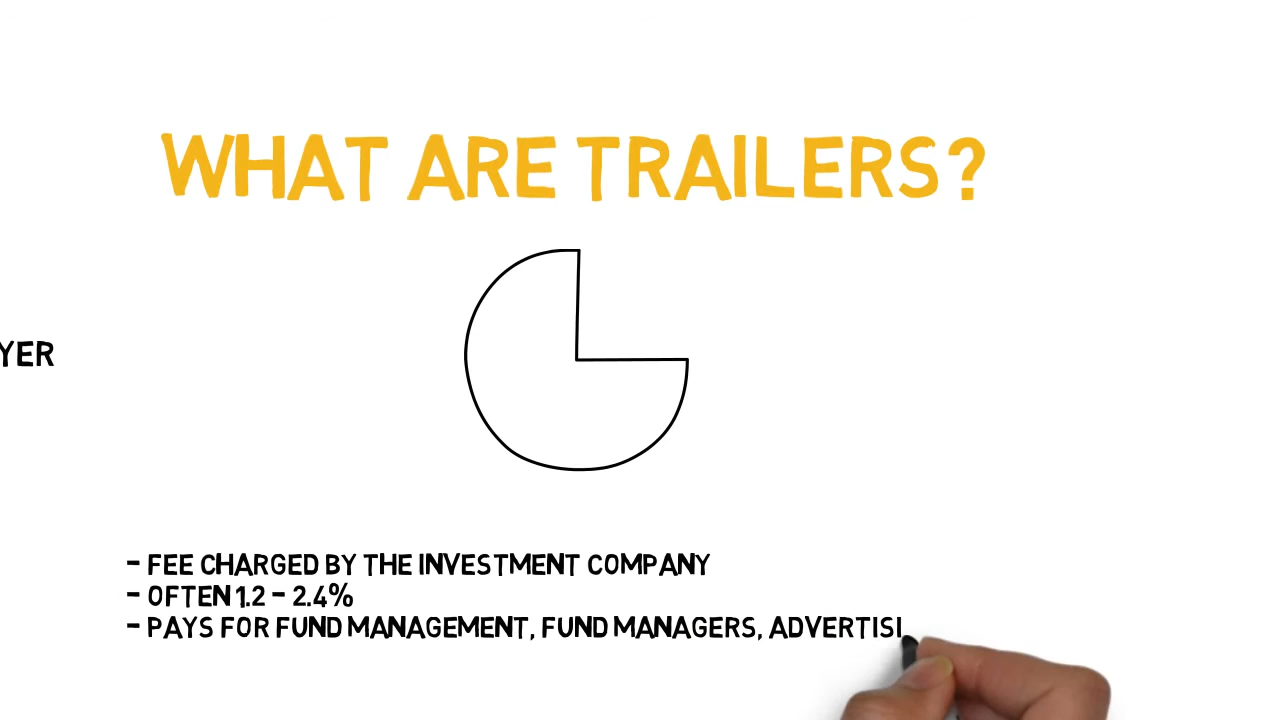 WHAT ARE TRAILERS?
YER
- FEE CHARGED BY THE INVESTMENT COMPANY
- OFTEN 1.2 - 2.4%
- PAYS FOR FUND MANAGEMENT, FUND MANAGERS, ADVERTISI